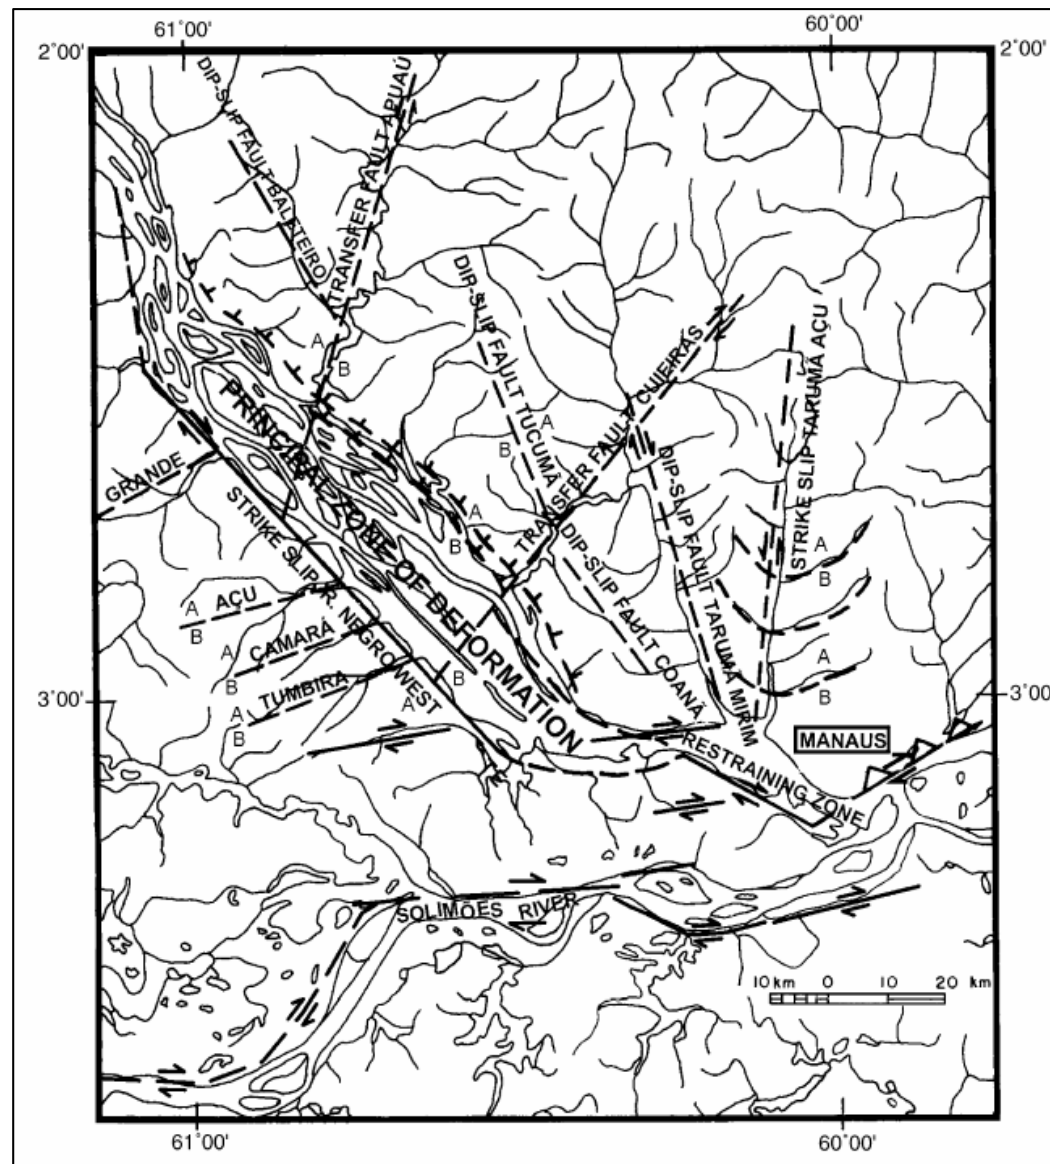 61°00'
60°00'
2°00'
2°00'
DIP-SLIP FAULT BALETEIRO
TRANSFER FAULT APUAÚ
A
B
DIP-SLIP FAULT TUCUMÃ
A
B
TRANSFER FAULT CUIEIRAS
STRIKE SLIP TARUMÃ AÇU
PRINCIPAL ZONE OF DEFORMATION
GRANDE
STRIKE SLIP R. NEGRO WEST
A
B
DIP-SLIP FAULT TARUMÃ MIRIM
DIP-SLIP FAULT COANÃ
A
B
A
AÇU
B
A
CAMARÁ
B
TUMBIRA
A
B
B
A
A
B
3°00'
3°00'
MANAUS
RESTRAINING ZONE
SOLIMÕES RIVER
10 km 0 10 20 km
61°00'
60°00'